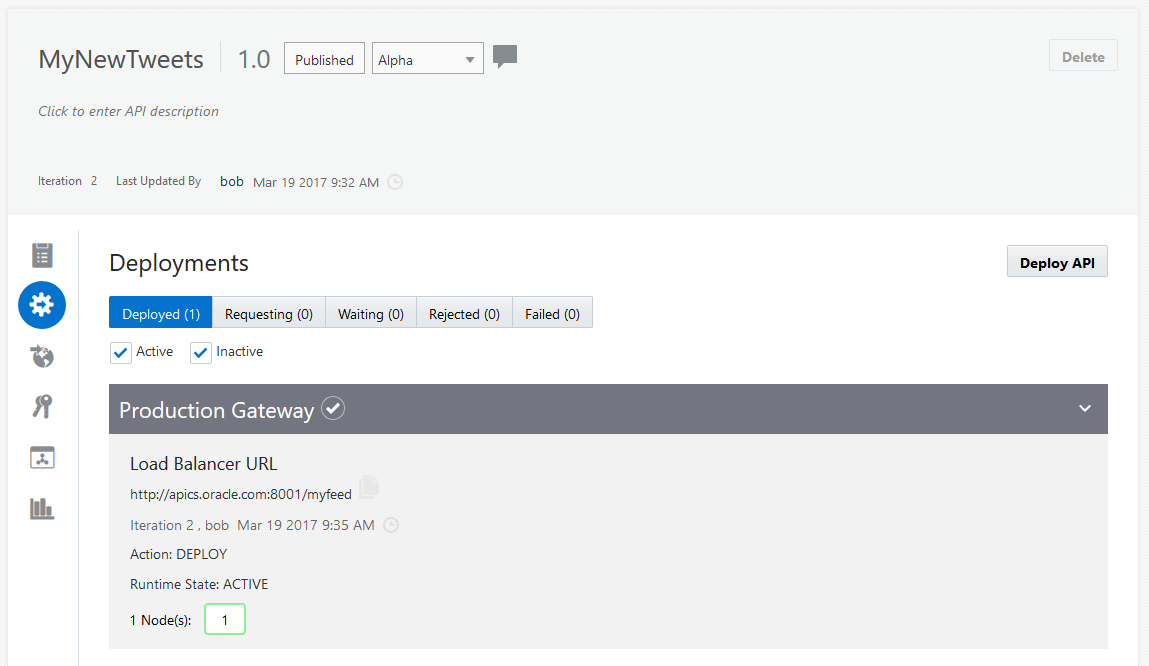 MyNewTweets 1.0 Published Alpha Delete
Click to enter API description
Iteration 2 Last Updated By bob Mar 19 2017 9:32 AM
Deployments Deploy API
Deployed (1) Requesting (0) Waiting (0) Rejected (0) Failed (0)
Active Inactive
Production Gateway
Load Balancer URL
http://apics.oracle.com:8001/myfeed
Iteration 2 , bob Mar 19 2017 9:35 AM
Action: DEPLOY
Runtime State: ACTIVE
1 Node(s): 1